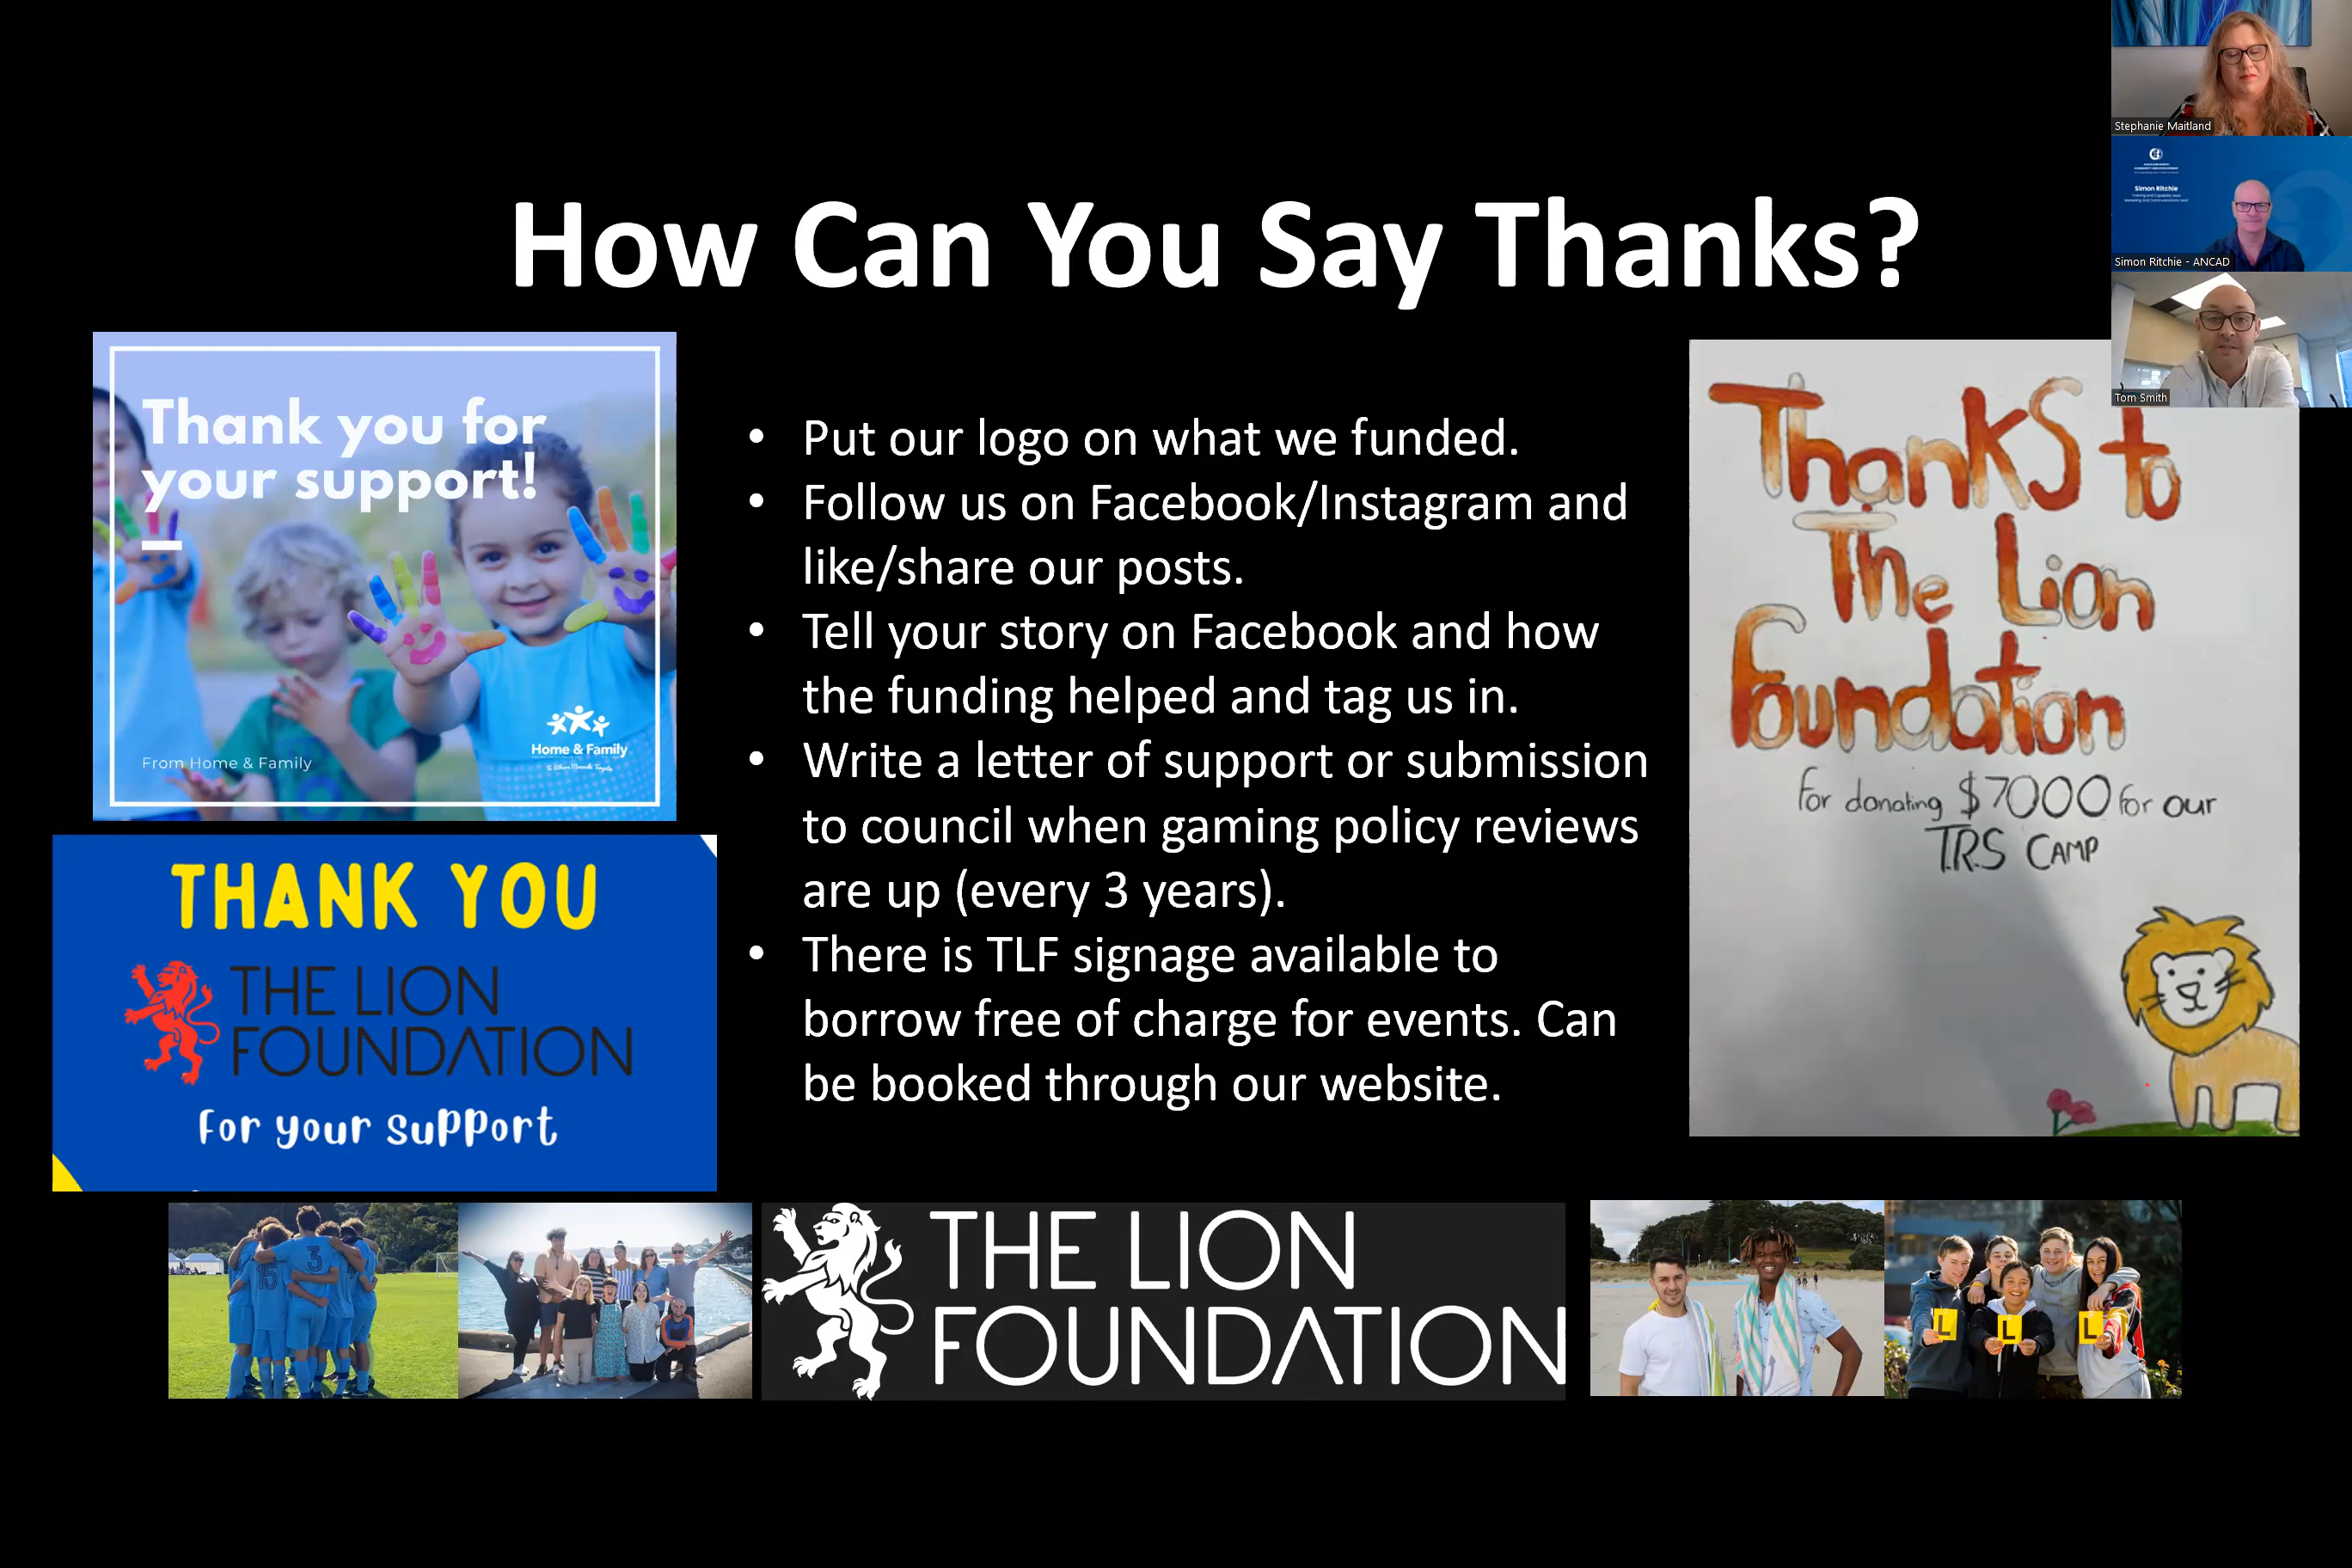 Stephanie Maitland
Simon Ritchie
Simon Ritchie - ANCAD
Tom Smith
How Can You Say Thanks?
Thank you for
your support!
From Home & Family
Home & Family
THANK YOU
THE LION
FOUNDATION
for your support
• Put our logo on what we funded.
• Follow us on Facebook/Instagram and
like/share our posts.
• Tell your story on Facebook and how
the funding helped and tag us in.
• Write a letter of support or submission
to council when gaming policy reviews
are up (every 3 years).
• There is TLF signage available to
borrow free of charge for events. Can
be booked through our website.
Thanks to
The Lion
Foundation
for donating $7000 for our
T.R.S CAMP
15
3
THE LION
FOUNDATION
L
L
L